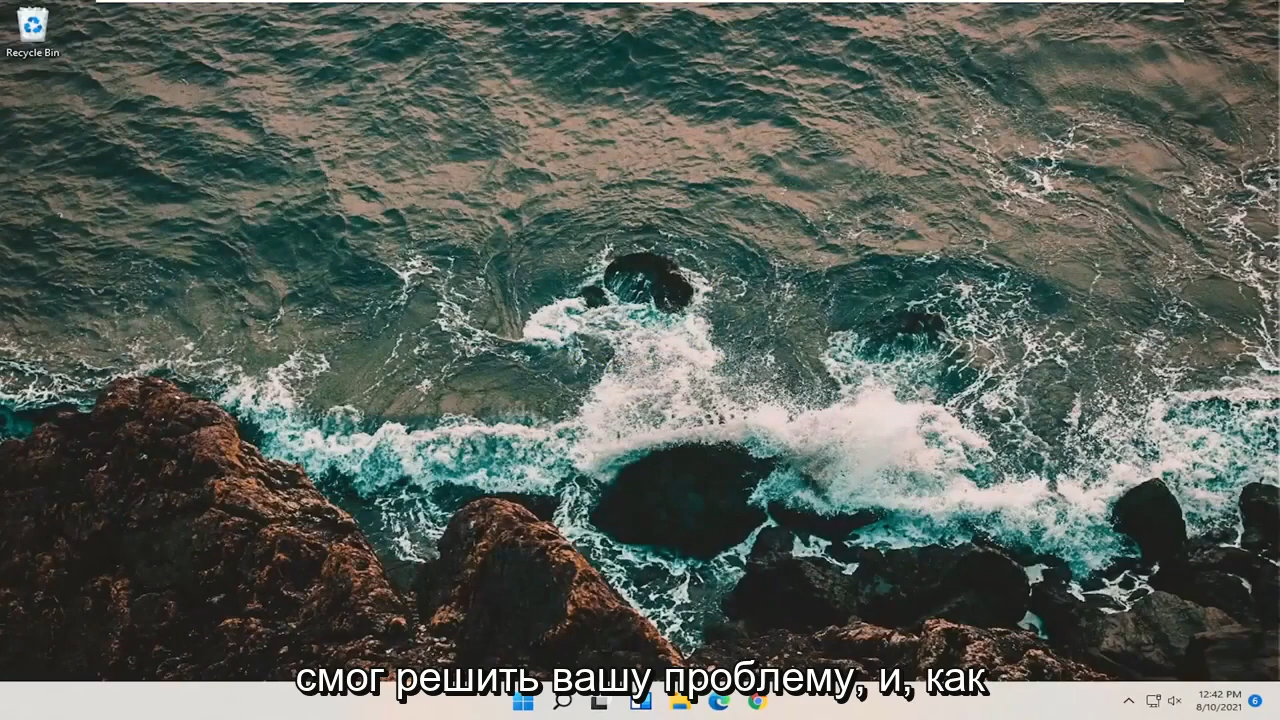 Recycle Bin
смог решить вашу проблему, и, как
12:42 PM
8/10/2021
6